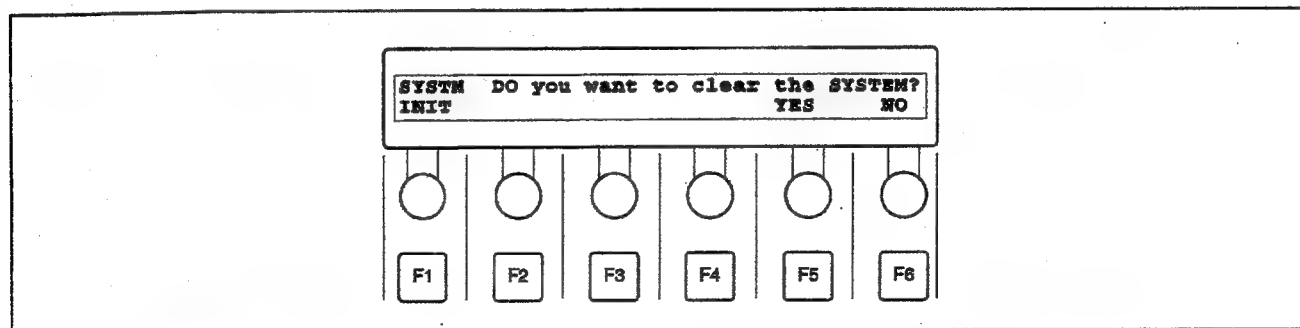 SYSTM DO you want to clear the SYSTEM?
INIT YES NO
F1 F2 F3 F4 F5 F6